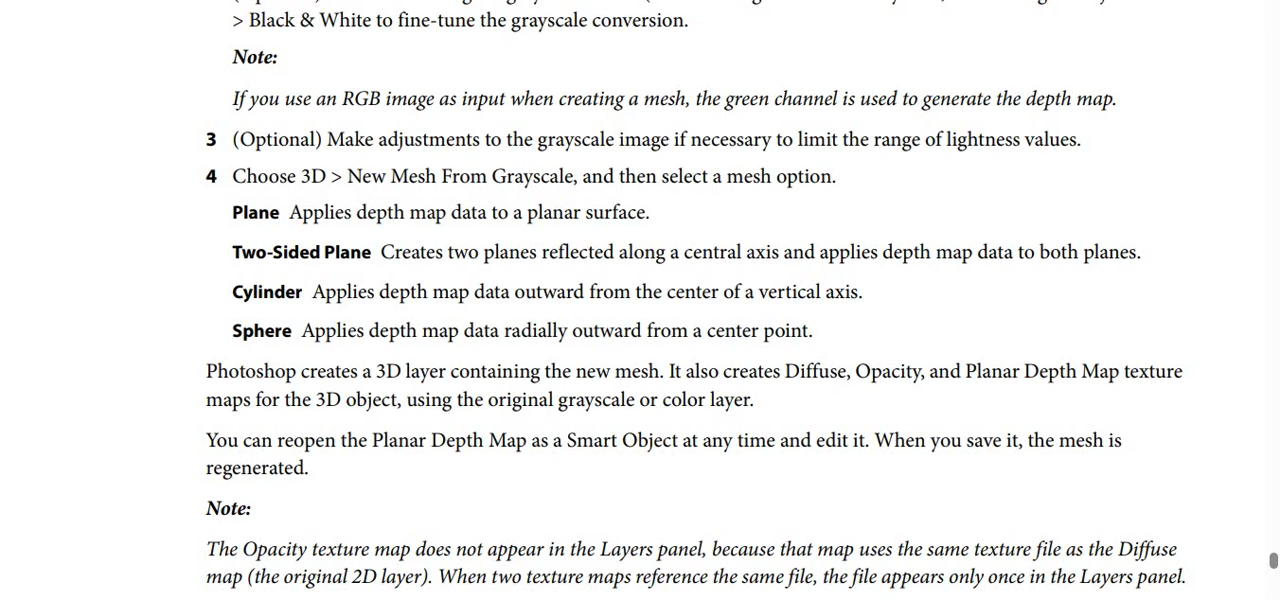 > Black & White to fine-tune the grayscale conversion.
Note:
If you use an RGB image as input when creating a mesh, the green channel is used to generate the depth map.
3 (Optional) Make adjustments to the grayscale image if necessary to limit the range of lightness values.
4 Choose 3D > New Mesh From Grayscale, and then select a mesh option.
Plane Applies depth map data to a planar surface.
Two-Sided Plane Creates two planes reflected along a central axis and applies depth map data to both planes.
Cylinder Applies depth map data outward from the center of a vertical axis.
Sphere Applies depth map data radially outward from a center point.
Photoshop creates a 3D layer containing the new mesh. It also creates Diffuse, Opacity, and Planar Depth Map texture
maps for the 3D object, using the original grayscale or color layer.
You can reopen the Planar Depth Map as a Smart Object at any time and edit it. When you save it, the mesh is
regenerated.
Note:
The Opacity texture map does not appear in the Layers panel, because that map uses the same texture file as the Diffuse
map (the original 2D layer). When two texture maps reference the same file, the file appears only once in the Layers panel.